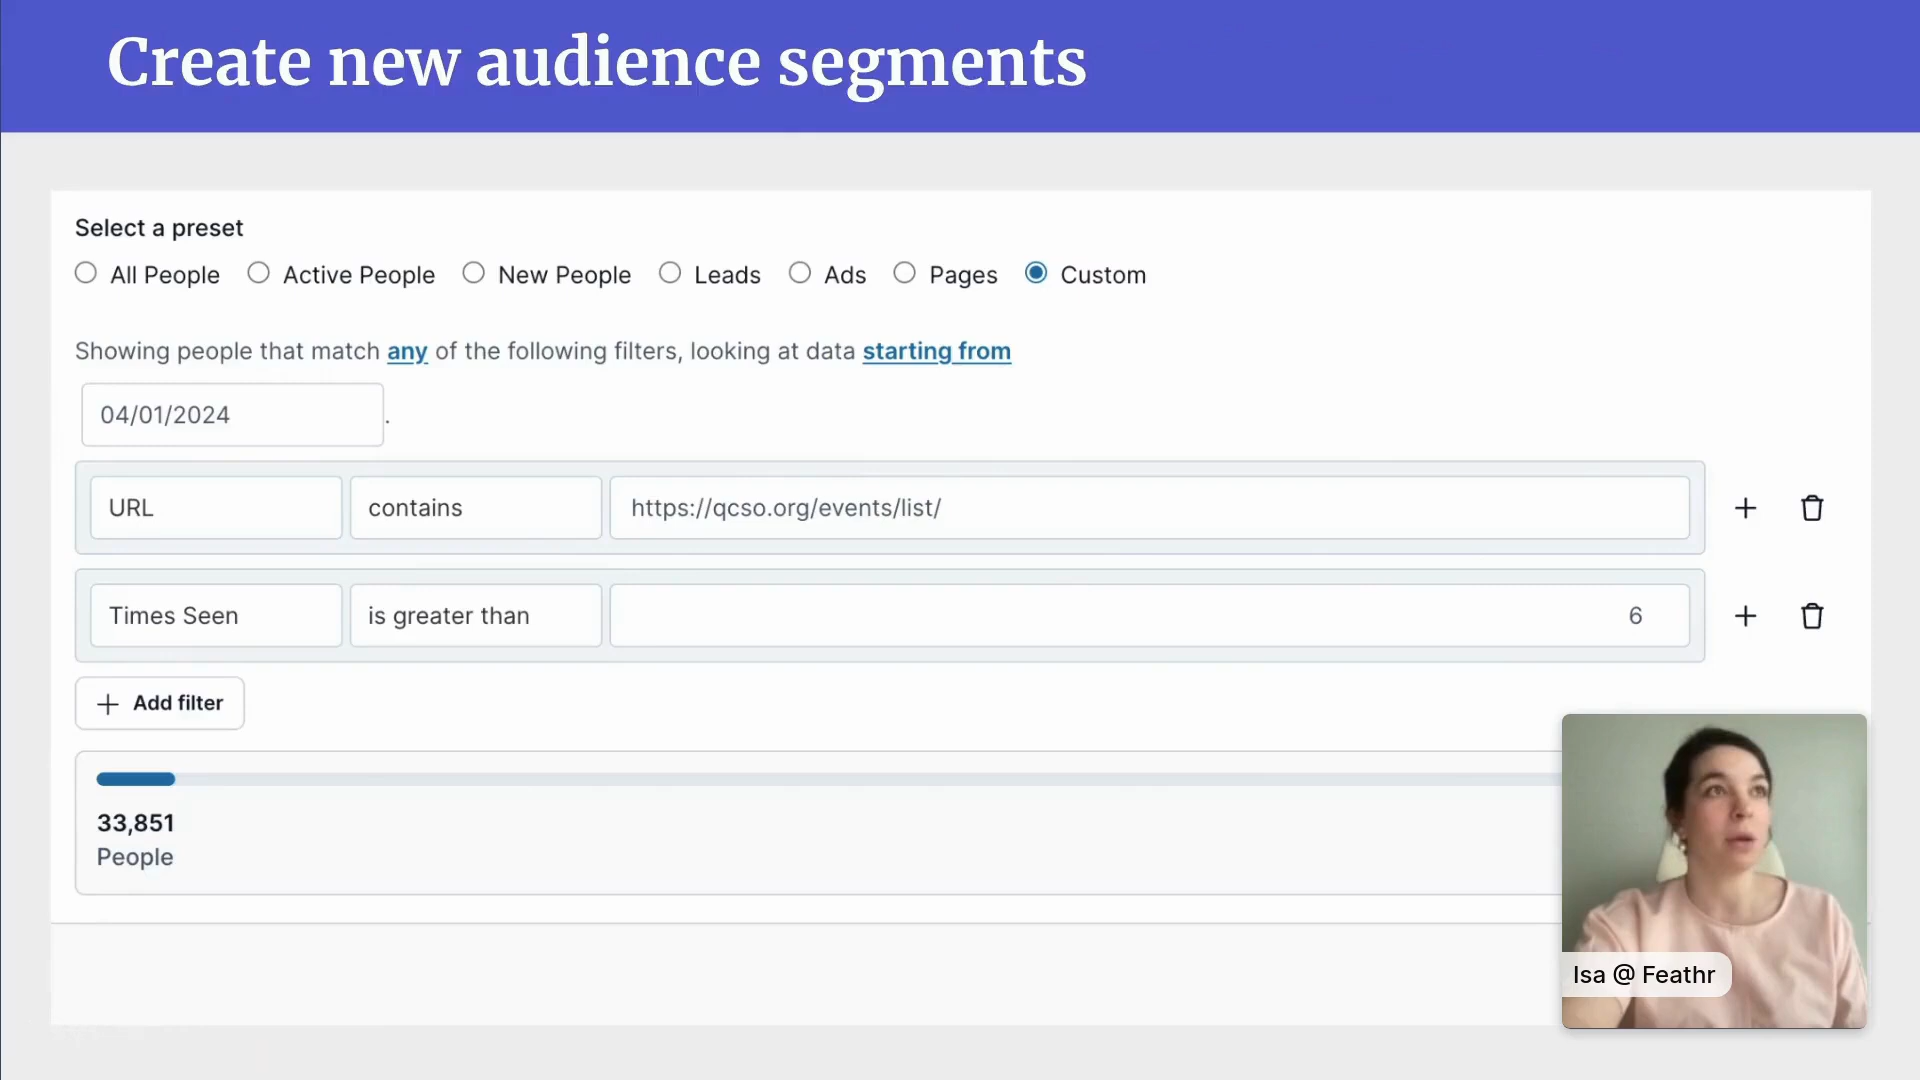 Create new audience segments
Select a preset
All People Active People New People Leads Ads Pages Custom
Showing people that match any of the following filters, looking at data starting from
04/01/2024 .
URL contains https://qcso.org/events/list/
Times Seen is greater than 6
Add filter
33,851
People
Isa @ Feathr